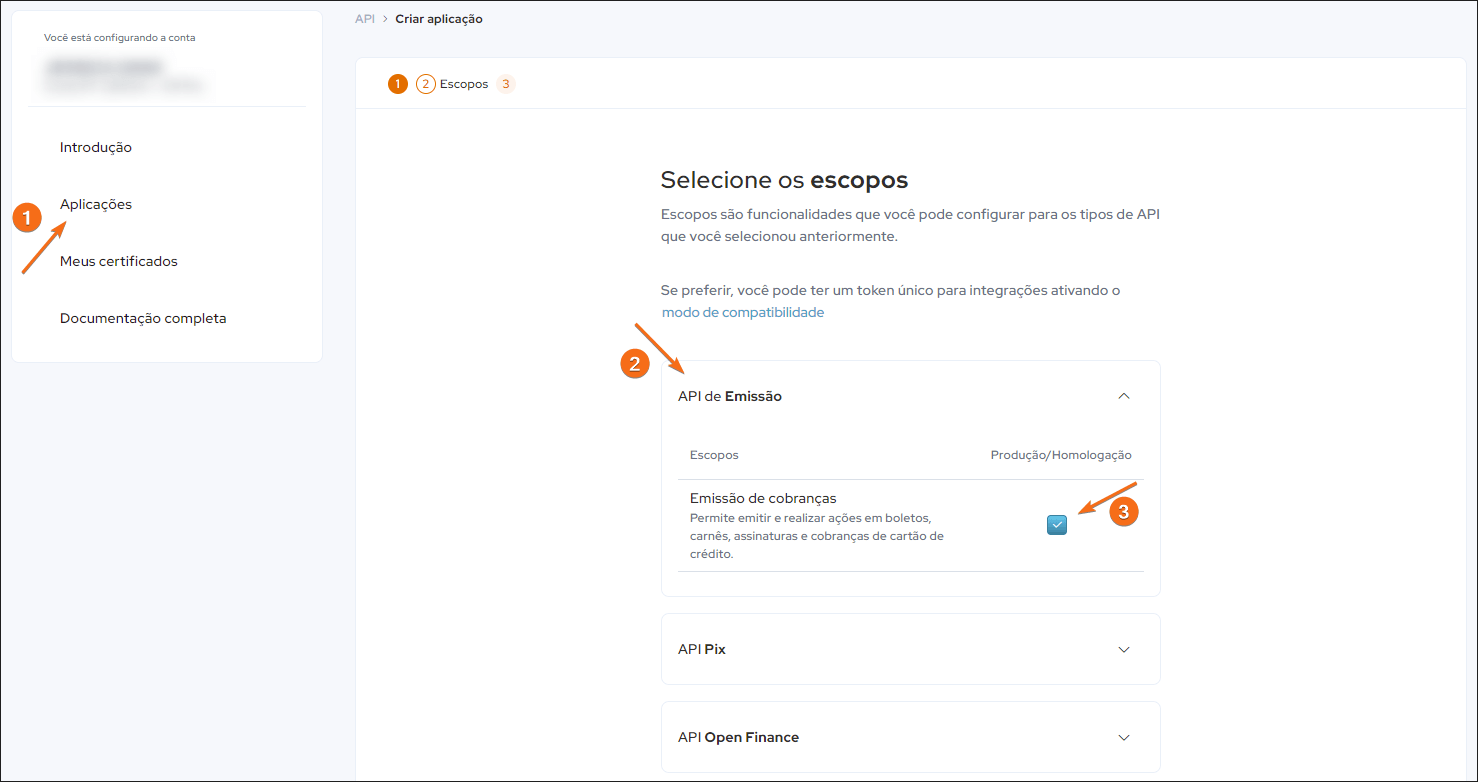 Você está configurando a conta
Introdução
1
Aplicações
Meus certificados
Documentação completa
API > Criar aplicação
1 2 Escopos 3
Selecione os escopos
Escopos são funcionalidades que você pode configurar para os tipos de API
que você selecionou anteriormente.
Se preferir, você pode ter um token único para integrações ativando o
modo de compatibilidade
2
API de Emissão
Escopos Produção/Homologação
Emissão de cobranças
Permite emitir e realizar ações em boletos,
carnês, assinaturas e cobranças de cartão de
crédito.
3
API Pix
API Open Finance